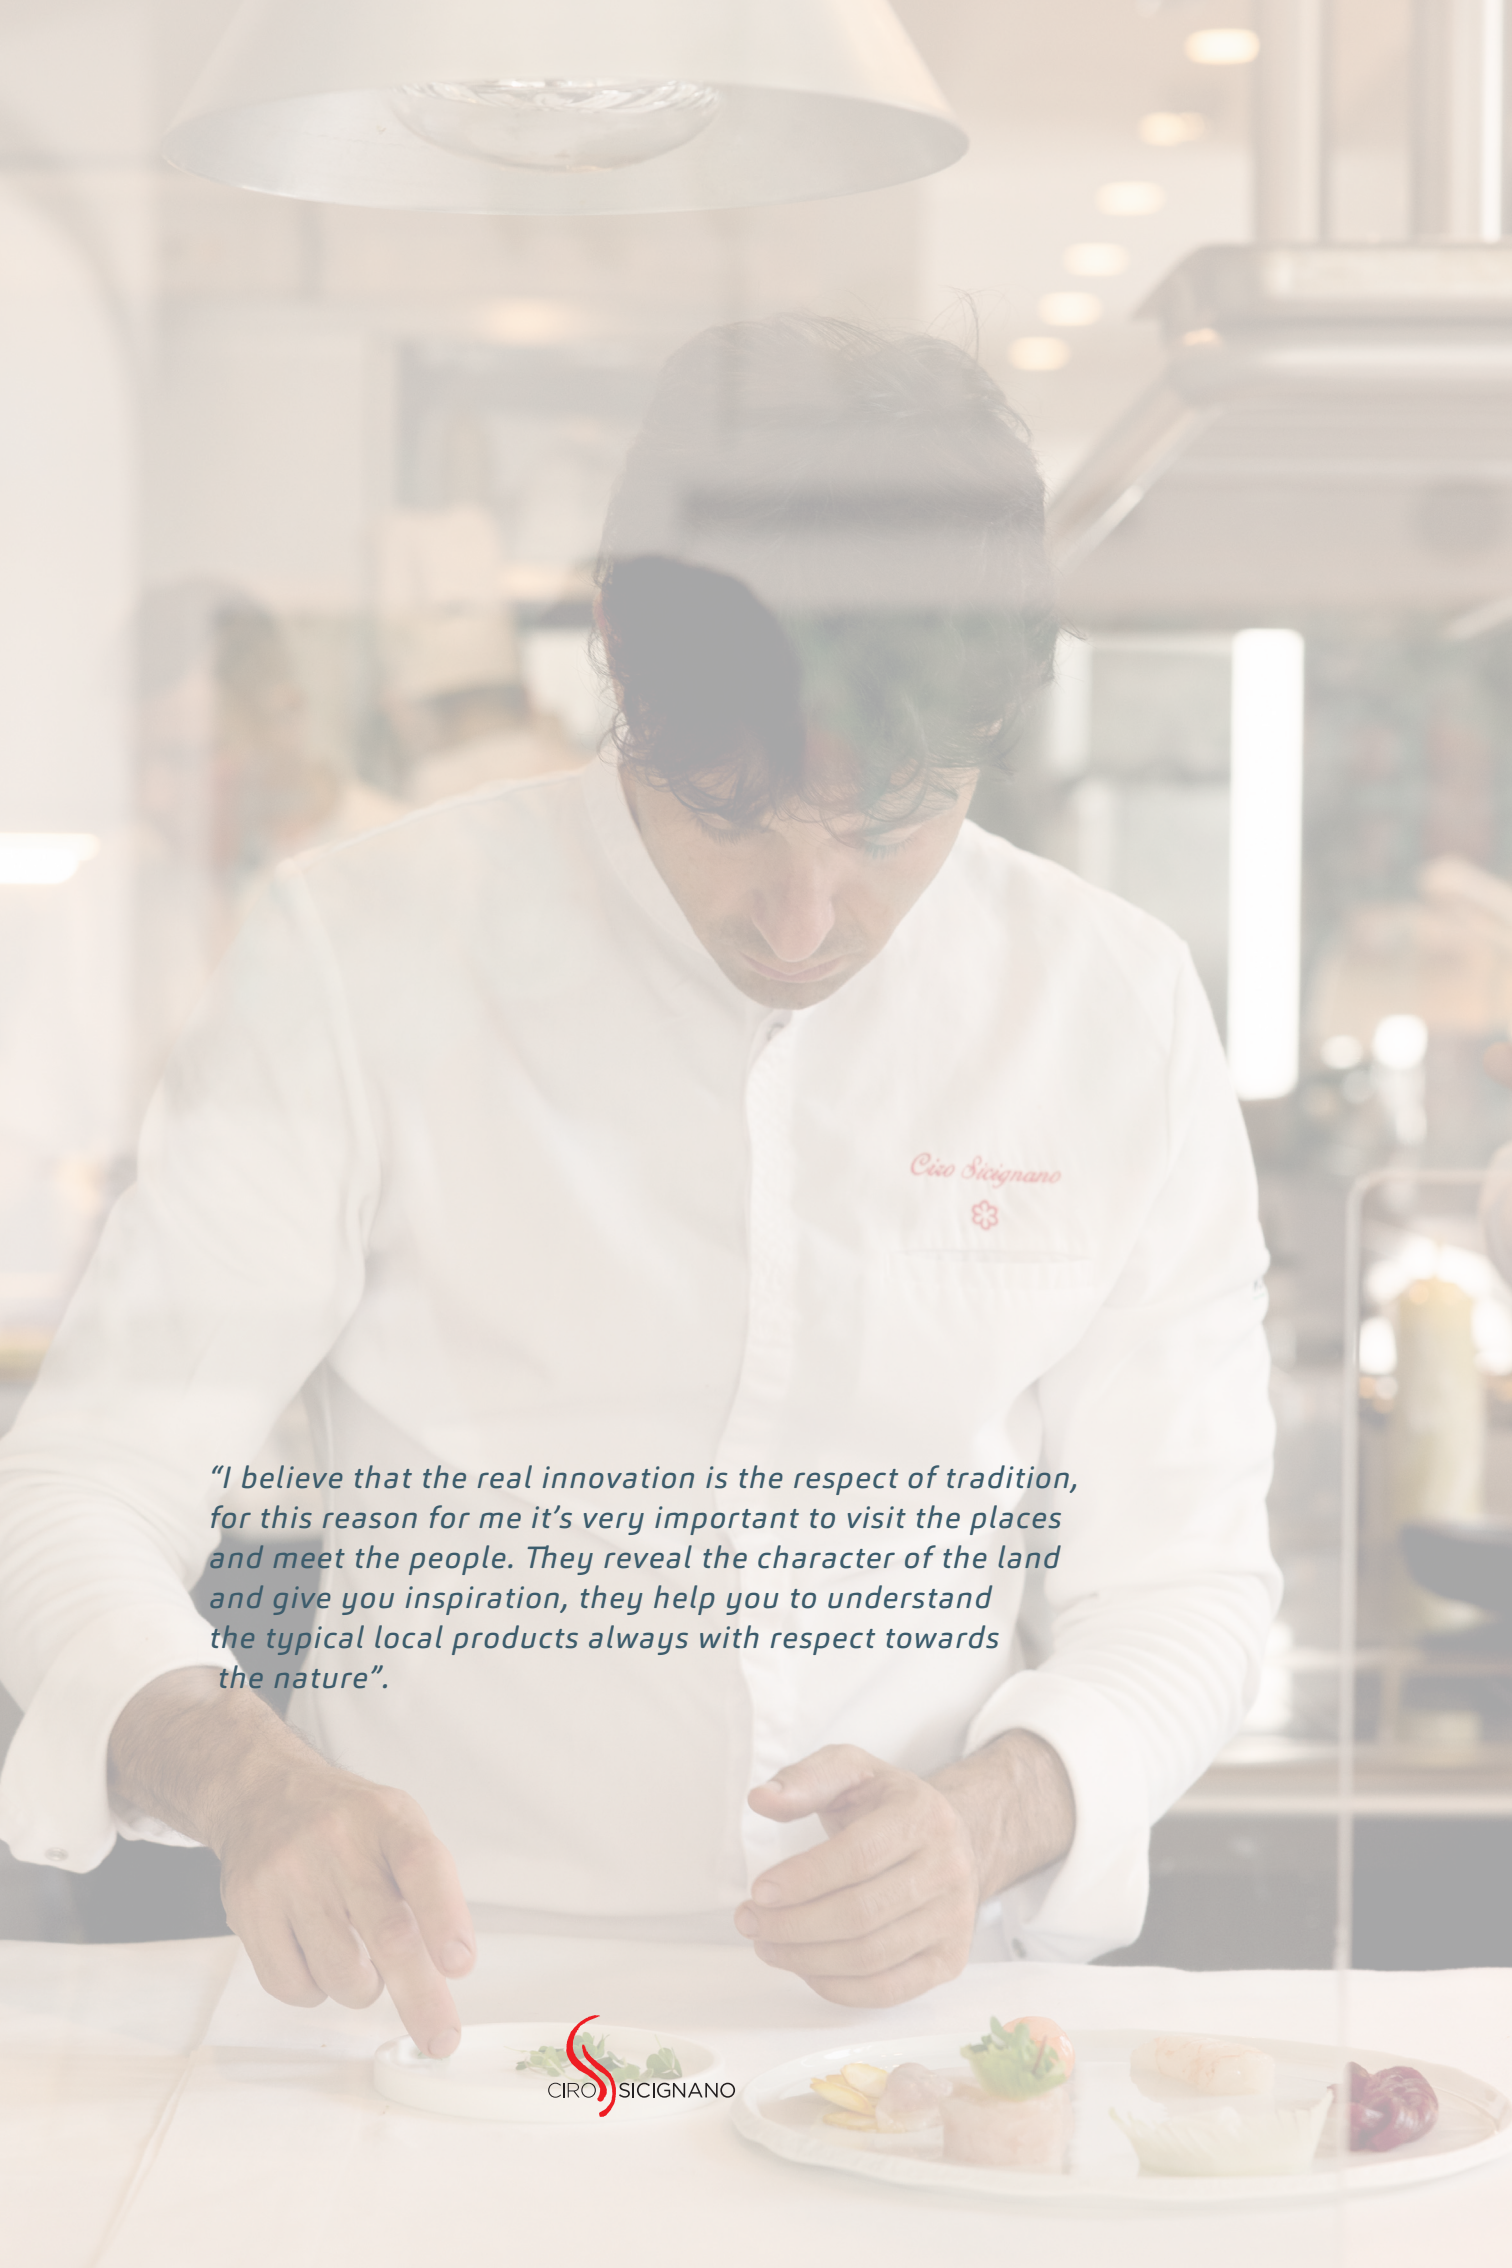 Ciro Sicignano
“I believe that the real innovation is the respect of tradition,
for this reason for me it’s very important to visit the places
and meet the people. They reveal the character of the land
and give you inspiration, they help you to understand
the typical local products always with respect towards
the nature”.
CIRO SICIGNANO